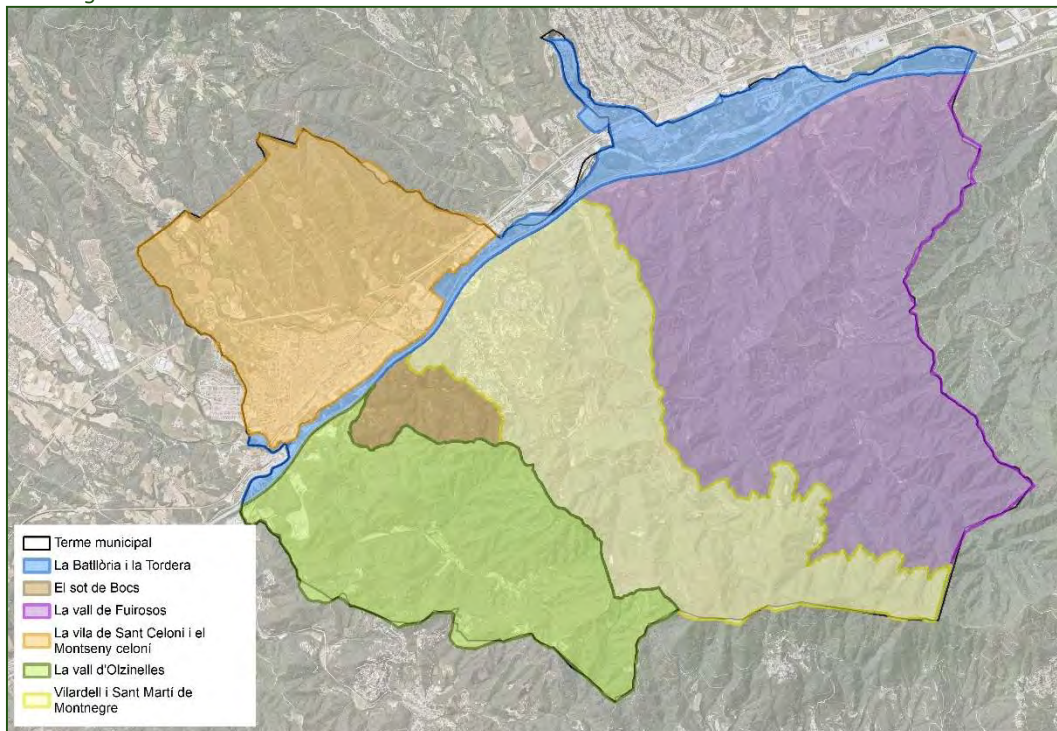 Terme municipal
La Batllòria i la Tordera
El sot de Bocs
La vall de Fuirosos
La vila de Sant Celoni i el
Montseny celoní
La vall d'Olzinelles
Vilardell i Sant Martí de
Montnegre